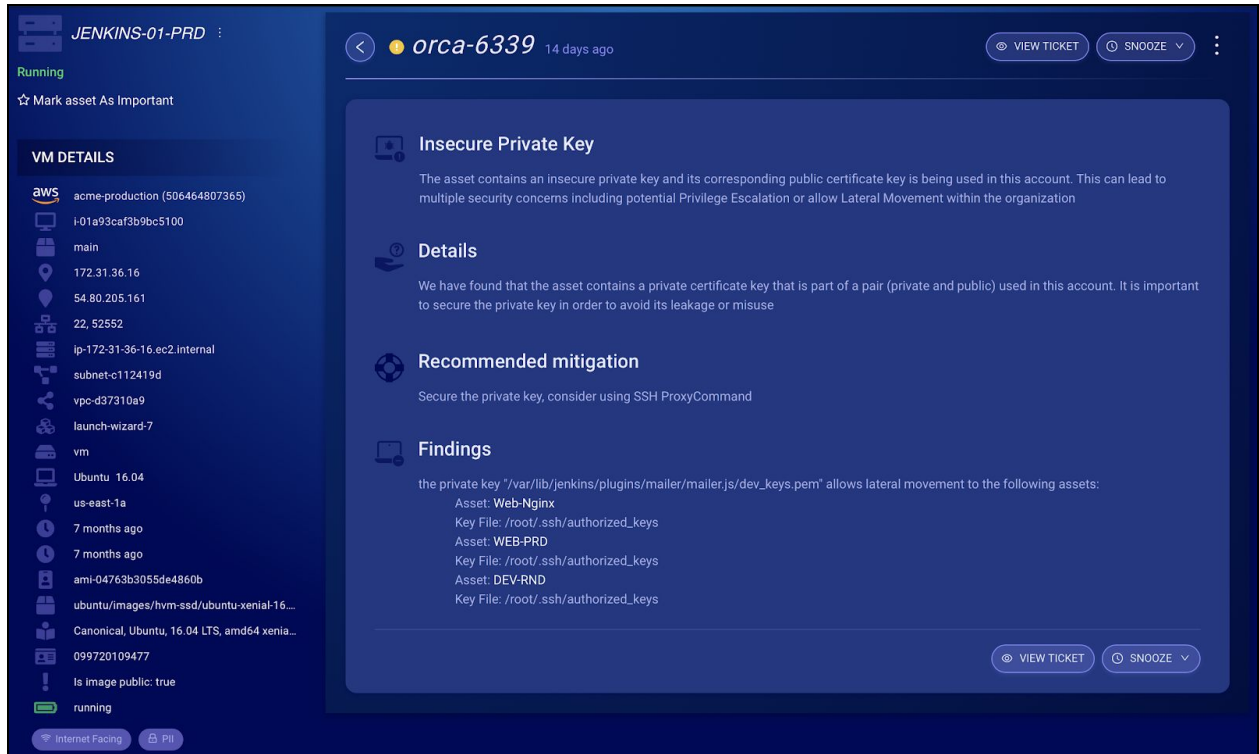 JENKINS-01-PRD
Running
Mark asset As Important
VM DETAILS
aws acme-production (506464807365)
i-01a93caf3b9bc5100
main
172.31.36.16
54.80.205.161
22, 52552
ip-172-31-36-16.ec2.internal
subnet-c112419d
vpc-d37310a9
launch-wizard-7
vm
Ubuntu 16.04
us-east-1a
7 months ago
7 months ago
ami-04763b3055de4860b
ubuntu/images/hvm-ssd/ubuntu-xenial-16....
Canonical, Ubuntu, 16.04 LTS, amd64 xenia...
099720109477
Is image public: true
running
Internet Facing PII
orca-6339 14 days ago
VIEW TICKET SNOOZE
Insecure Private Key
The asset contains an insecure private key and its corresponding public certificate key is being used in this account. This can lead to
multiple security concerns including potential Privilege Escalation or allow Lateral Movement within the organization
Details
We have found that the asset contains a private certificate key that is part of a pair (private and public) used in this account. It is important
to secure the private key in order to avoid its leakage or misuse
Recommended mitigation
Secure the private key, consider using SSH ProxyCommand
Findings
the private key "/var/lib/jenkins/plugins/mailer/mailer.js/dev_keys.pem" allows lateral movement to the following assets:
Asset: Web-Nginx
Key File: /root/.ssh/authorized_keys
Asset: WEB-PRD
Key File: /root/.ssh/authorized_keys
Asset: DEV-RND
Key File: /root/.ssh/authorized_keys
VIEW TICKET SNOOZE